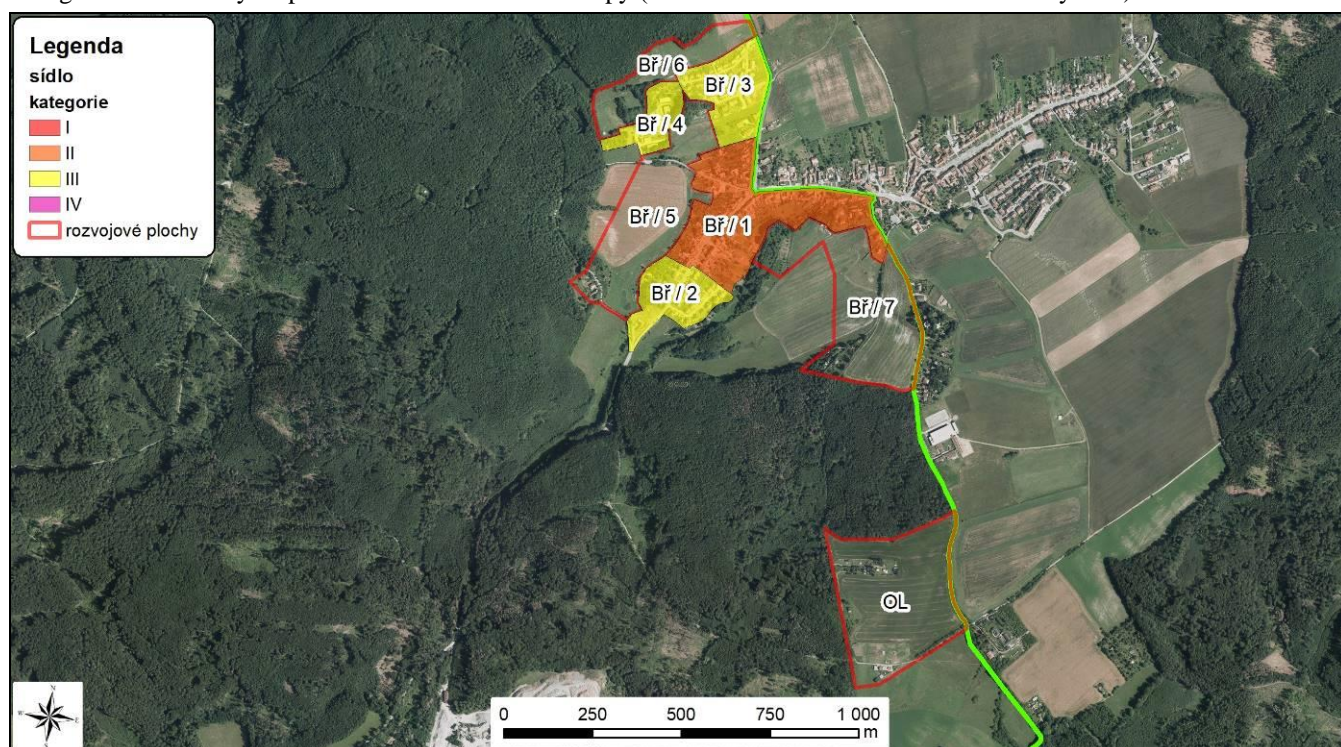 Legenda
sídlo
kategorie
I
II
III
IV
rozvojové plochy
Bř / 6
Bř / 3
Bř / 4
Bř / 5
Bř / 1
Bř / 2
Bř / 7
OL
N
W E
S
0 250 500 750 1 000
m